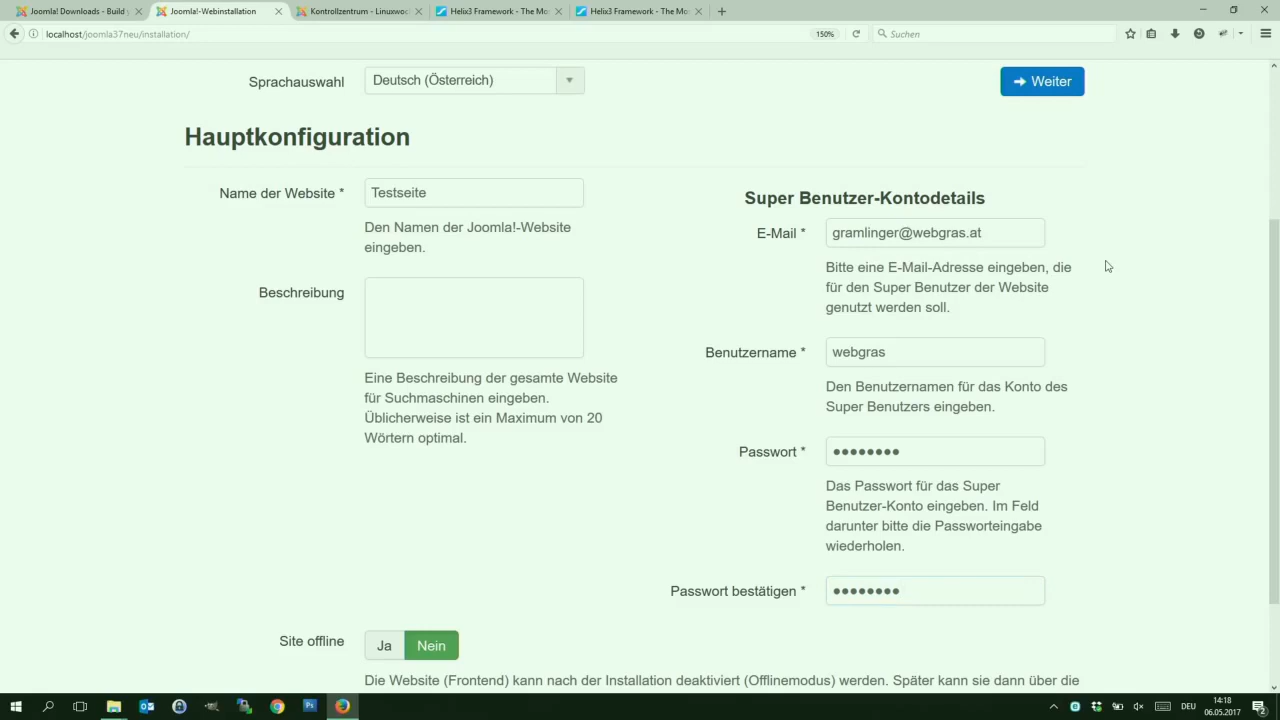 Joomla! Downloads - Build y
Joomla!-Webinstallation
Kontrollzentrum - Linuxwo
Helix3 Framework - The Mo
Helix3 Framework - The Mo
localhost/joomla37neu/installation/
150%
Suchen
Sprachauswahl
Deutsch (Österreich)
Weiter
Hauptkonfiguration
Name der Website *
Testseite
Den Namen der Joomla!-Website
eingeben.
Beschreibung
Eine Beschreibung der gesamte Website
für Suchmaschinen eingeben.
Üblicherweise ist ein Maximum von 20
Wörtern optimal.
Super Benutzer-Kontodetails
E-Mail *
gramlinger@webgras.at
Bitte eine E-Mail-Adresse eingeben, die
für den Super Benutzer der Website
genutzt werden soll.
Benutzername *
webgras
Den Benutzernamen für das Konto des
Super Benutzers eingeben.
Passwort *
●●●●●●●●
Das Passwort für das Super
Benutzer-Konto eingeben. Im Feld
darunter bitte die Passworteingabe
wiederholen.
Passwort bestätigen *
●●●●●●●●
Site offline
Ja
Nein
Die Website (Frontend) kann nach der Installation deaktiviert (Offlinemodus) werden. Später kann sie dann über die
DEU
14:18
06.05.2017